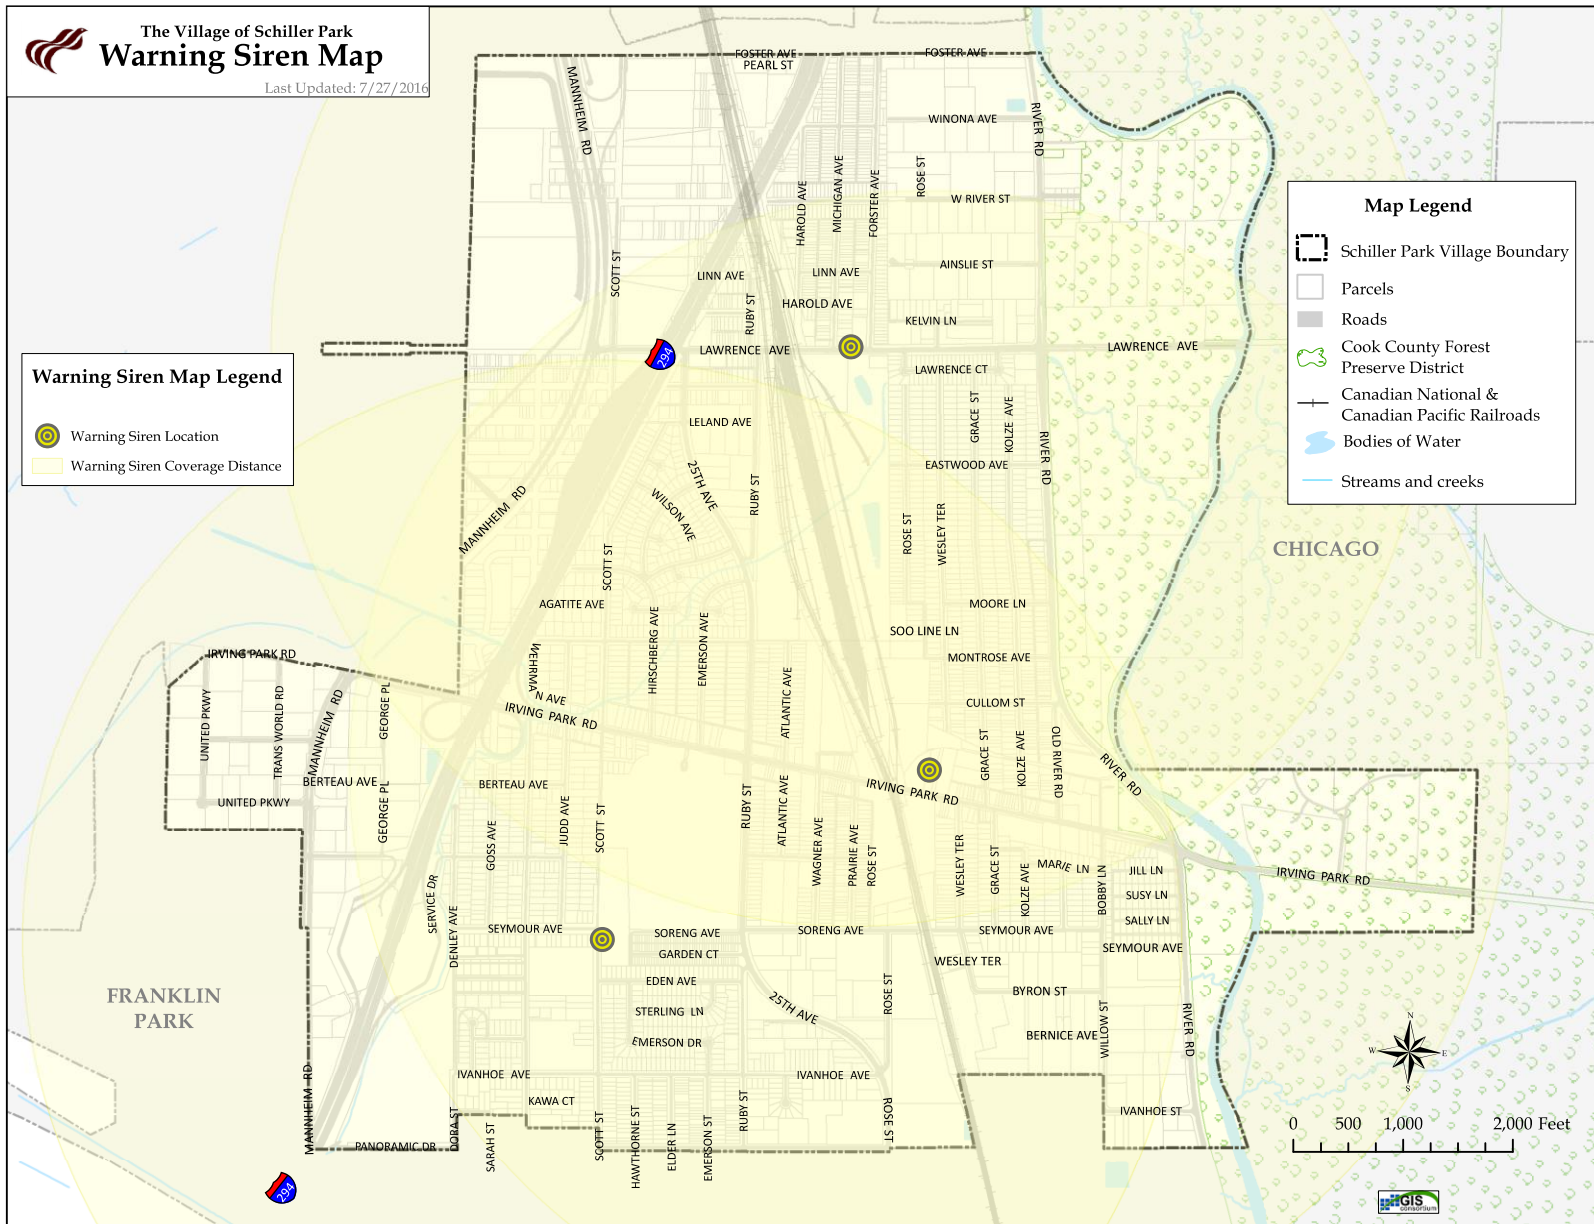 The Village of Schiller Park
Warning Siren Map
Last Updated: 7/27/2016
FOSTER AVE
PEARL ST
FOSTER AVE
MANNHEIM RD
WINONA AVE
RIVER RD
HAROLD AVE
MICHIGAN AVE
FORSTER AVE
ROSE ST
W RIVER ST
SCOTT ST
LINN AVE
LINN AVE
AINSLIE ST
RUBY ST
HAROLD AVE
KELVIN LN
294
LAWRENCE AVE
LAWRENCE AVE
LAWRENCE CT
Map Legend
Schiller Park Village Boundary
Parcels
Roads
Cook County Forest
Preserve District
Canadian National &
Canadian Pacific Railroads
Bodies of Water
Streams and creeks
Warning Siren Map Legend
Warning Siren Location
Warning Siren Coverage Distance
LELAND AVE
GRACE ST
KOLZE AVE
RIVER RD
EASTWOOD AVE
MANNHEIM RD
25TH AVE
WILSON AVE
RUBY ST
ROSE ST
WESLEY TER
CHICAGO
SCOTT ST
AGATITE AVE
HIRSCHBERG AVE
EMERSON AVE
MOORE LN
SOO LINE LN
MONTROSE AVE
IRVING PARK RD
WEHRMA
N AVE
IRVING PARK RD
ATLANTIC AVE
CULLOM ST
UNITED PKWY
TRANS WORLD RD
MANNHEIM RD
GEORGE PL
GRACE ST
KOLZE AVE
OLD RIVER RD
RIVER RD
BERTEAU AVE
BERTEAU AVE
UNITED PKWY
GEORGE PL
IRVING PARK RD
GOSS AVE
JUDD AVE
SCOTT ST
RUBY ST
ATLANTIC AVE
WAGNER AVE
PRAIRIE AVE
ROSE ST
WESLEY TER
GRACE ST
KOLZE AVE
MARIE LN
BOBBY LN
JILL LN
SUSY LN
SALLY LN
IRVING PARK RD
SERVICE DR
DENLEY AVE
SEYMOUR AVE
SORENG AVE
SORENG AVE
SEYMOUR AVE
SEYMOUR AVE
GARDEN CT
WESLEY TER
EDEN AVE
BYRON ST
FRANKLIN
PARK
STERLING LN
25TH AVE
ROSE ST
EMERSON DR
BERNICE AVE
WILLOW ST
RIVER RD
IVANHOE AVE
IVANHOE AVE
MANNHEIM RD
KAWA CT
IVANHOE ST
PANORAMIC DR
DORA ST
SARAH ST
SCOTT ST
HAWTHORNE ST
ELDER LN
EMERSON ST
RUBY ST
ROSE ST
294
N
W
E
S
0 500 1,000 2,000 Feet
GIS
consortium